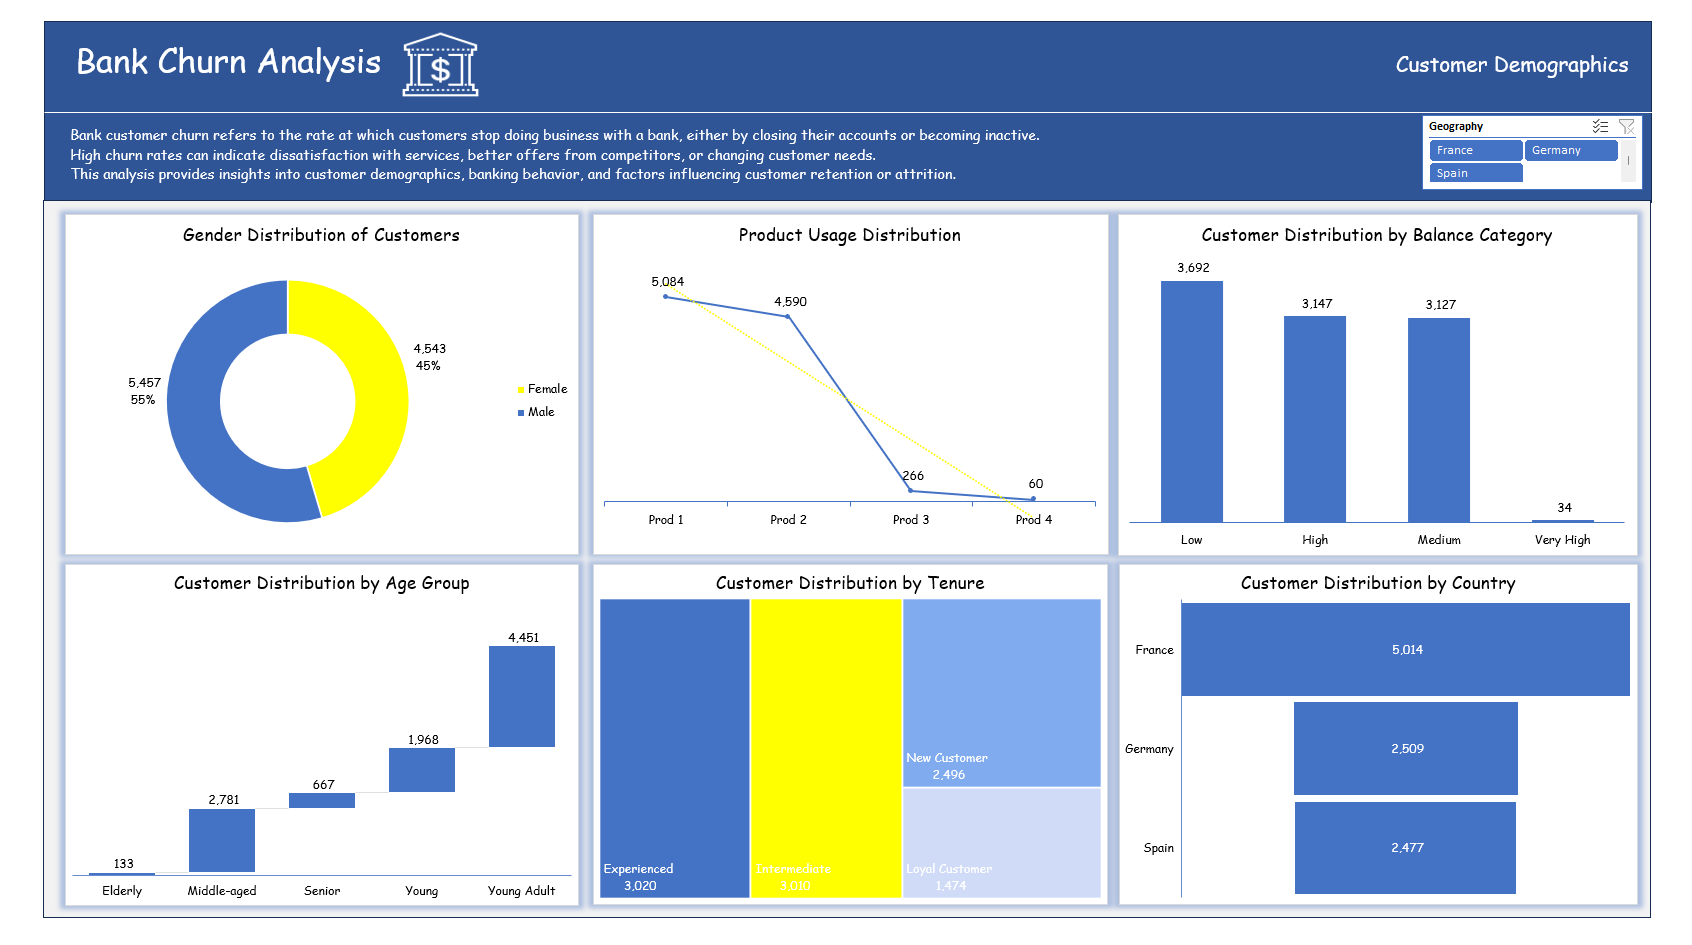 Bank Churn Analysis
$
Customer Demographics
Bank customer churn refers to the rate at which customers stop doing business with a bank, either by closing their accounts or becoming inactive.
High churn rates can indicate dissatisfaction with services, better offers from competitors, or changing customer needs.
This analysis provides insights into customer demographics, banking behavior, and factors influencing customer retention or attrition.
Geography
France
Germany
Spain
Gender Distribution of Customers
4,543
45%
5,457
55%
Female
Male
Product Usage Distribution
5,084
4,590
266
60
Prod 1
Prod 2
Prod 3
Prod 4
Customer Distribution by Balance Category
3,692
3,147
3,127
34
Low
High
Medium
Very High
Customer Distribution by Age Group
133
2,781
667
1,968
4,451
Elderly
Middle-aged
Senior
Young
Young Adult
Customer Distribution by Tenure
Experienced
3,020
Intermediate
3,010
New Customer
2,496
Loyal Customer
1,474
Customer Distribution by Country
France
5,014
Germany
2,509
Spain
2,477